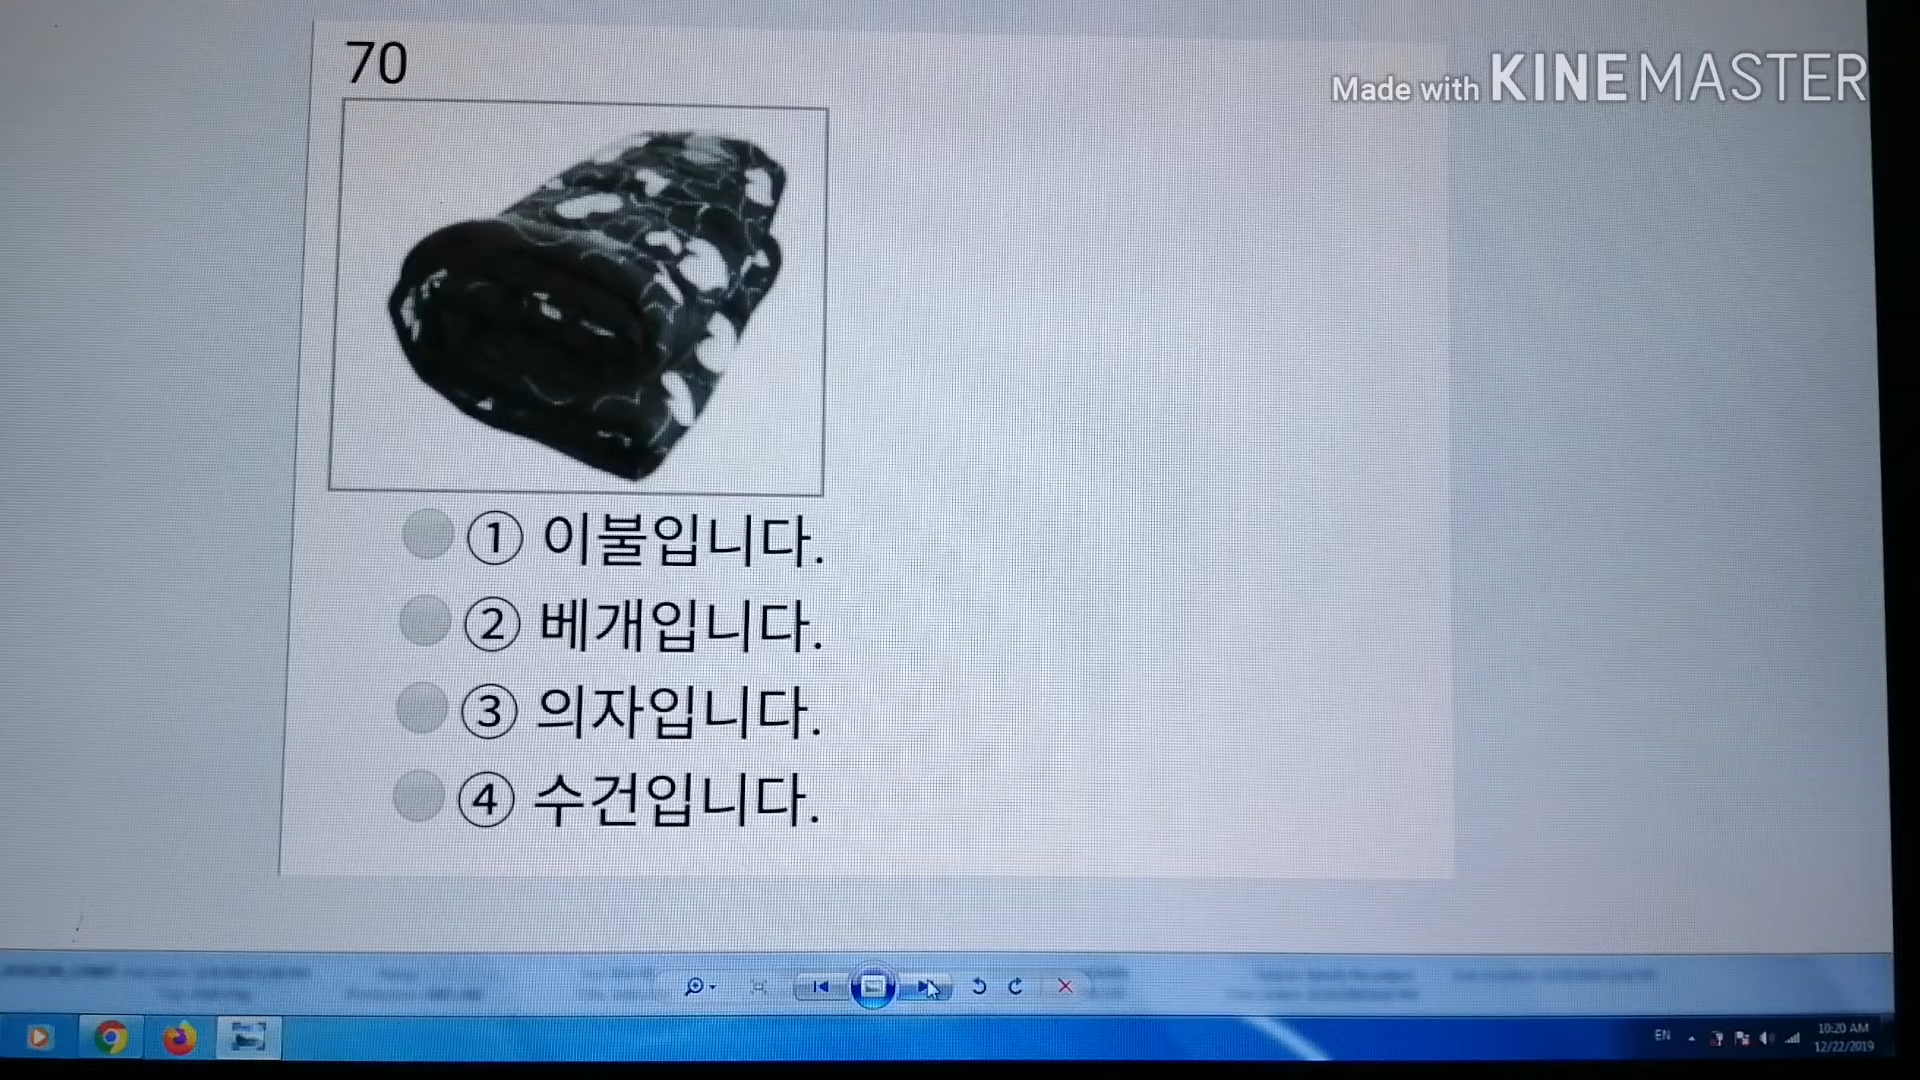 70
Made with KINEMASTER
① 이불입니다.
② 베개입니다.
③ 의자입니다.
④ 수건입니다.
EN
10:20 AM
12/22/2019